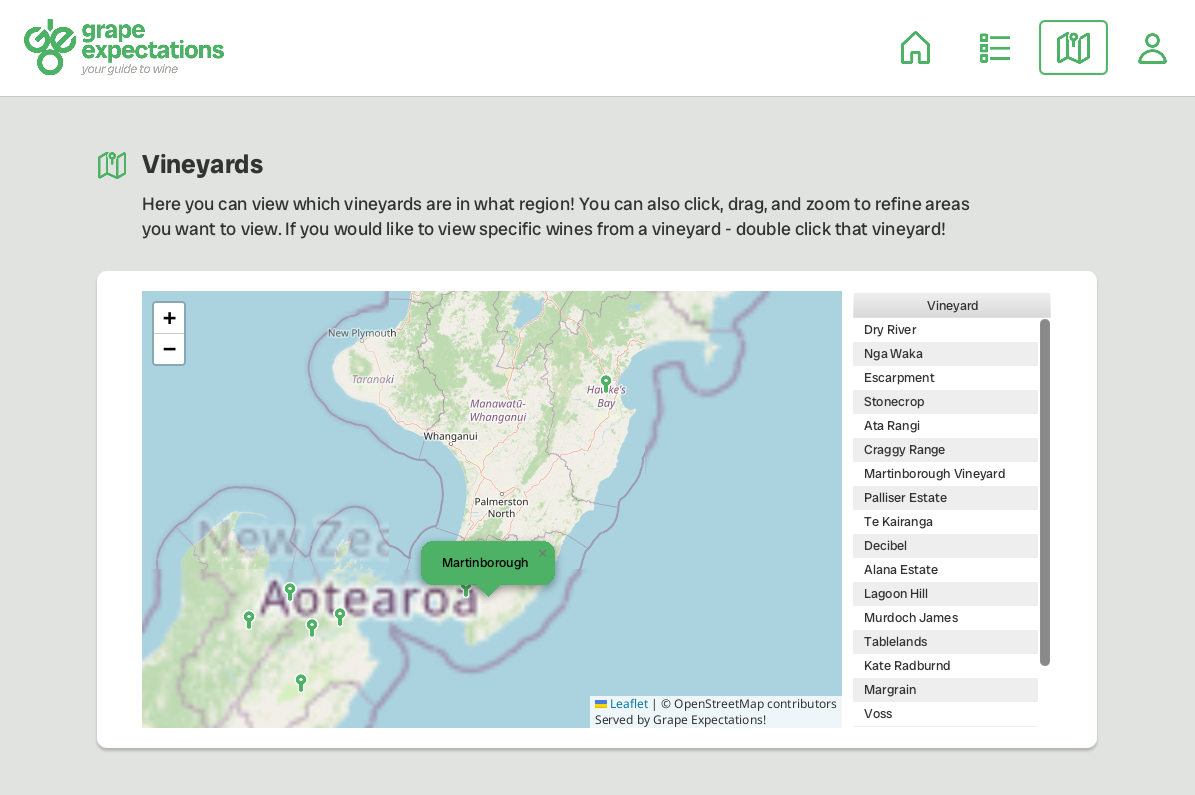 grape
expectations
your guide to wine
Vineyards
Here you can view which vineyards are in what region! You can also click, drag, and zoom to refine areas
you want to view. If you would like to view specific wines from a vineyard - double click that vineyard!
+
−
New Plymouth
Taranaki
Hawke's
Bay
Manawatū-
Whanganui
Whanganui
Palmerston
North
New Zea
Martinborough
×
Aotearoa
Leaflet | © OpenStreetMap contributors
Served by Grape Expectations!
Vineyard
Dry River
Nga Waka
Escarpment
Stonecrop
Ata Rangi
Craggy Range
Martinborough Vineyard
Palliser Estate
Te Kairanga
Decibel
Alana Estate
Lagoon Hill
Murdoch James
Tablelands
Kate Radburnd
Margrain
Voss